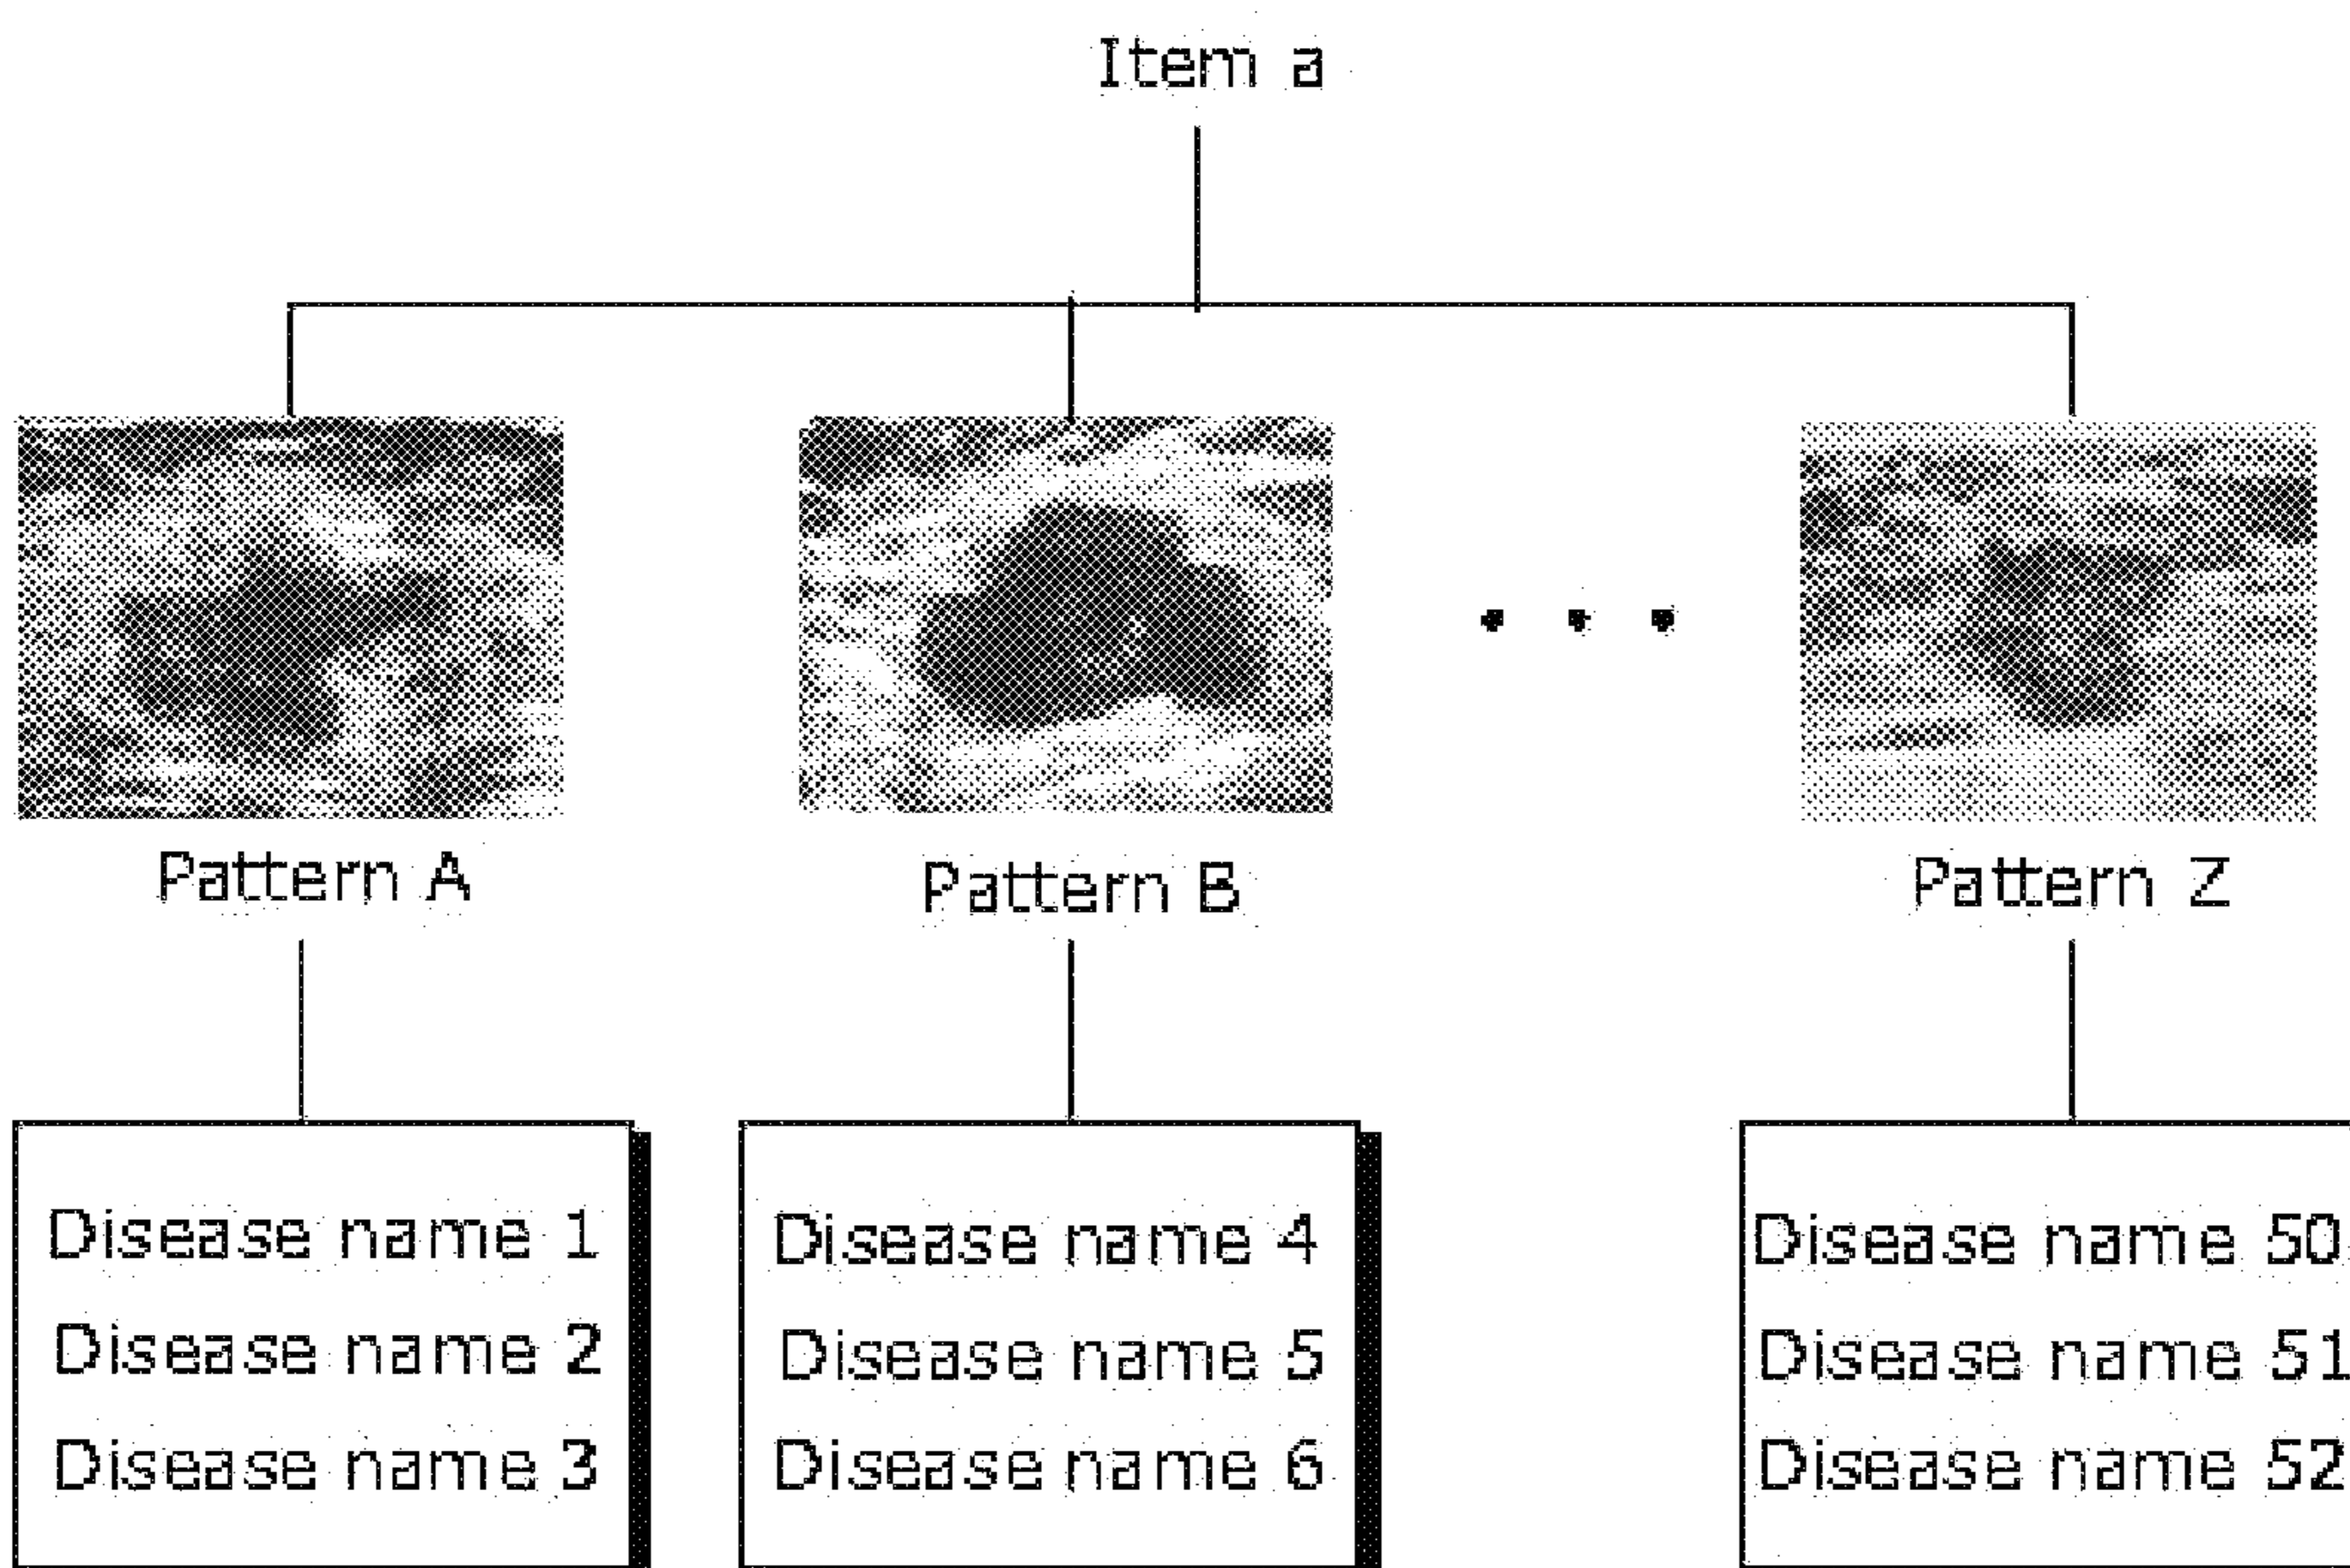 Item a
Pattern A
Pattern B
Pattern Z
Disease name 1
Disease name 2
Disease name 3
Disease name 4
Disease name 5
Disease name 6
Disease name 50
Disease name 51
Disease name 52